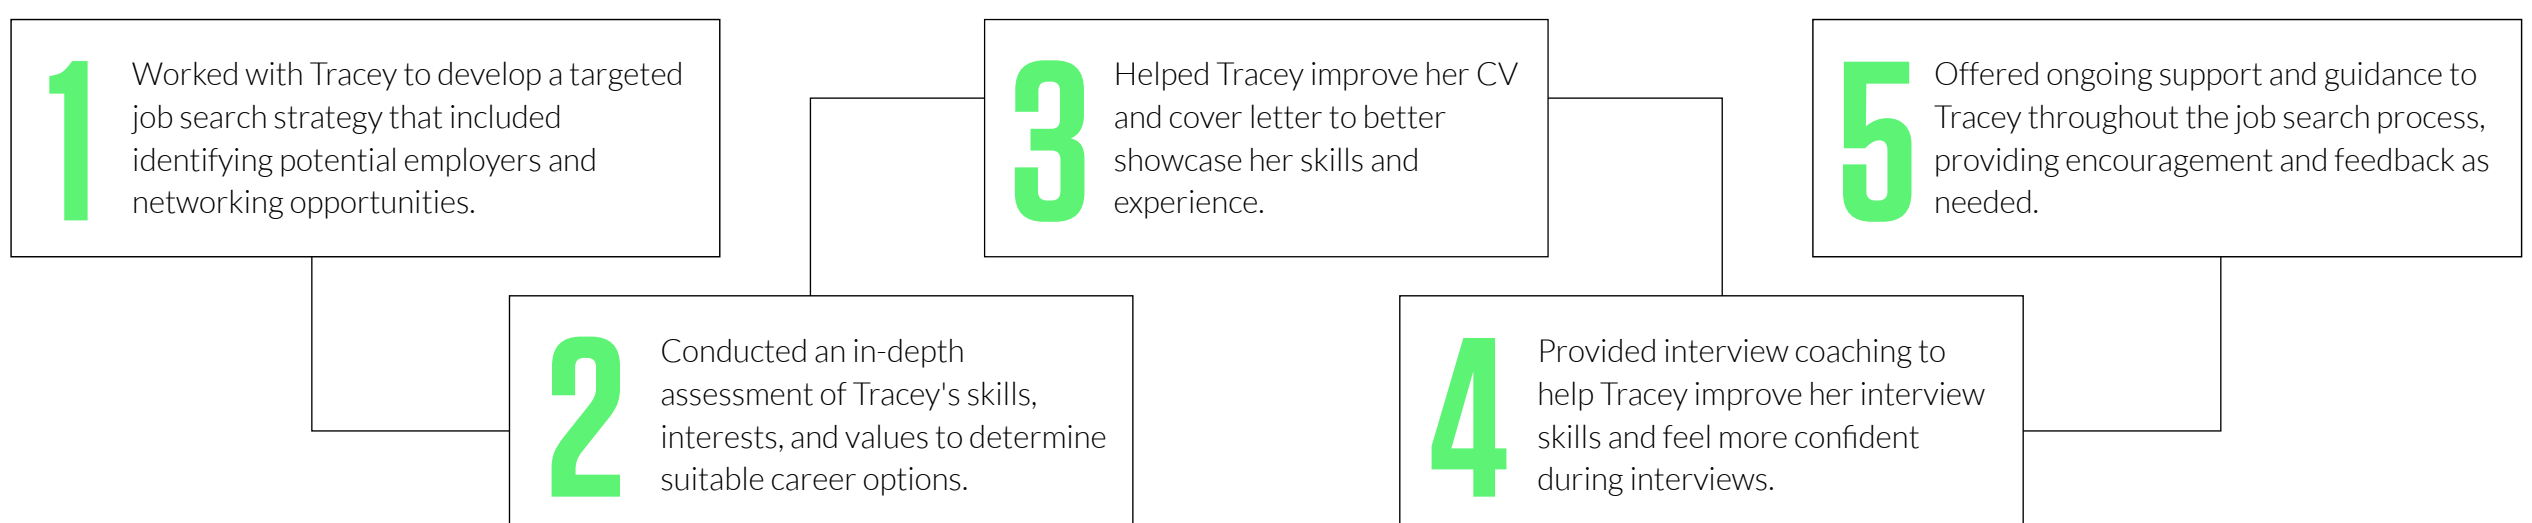 1
Worked with Tracey to develop a targeted
job search strategy that included
identifying potential employers and
networking opportunities.
2
Conducted an in-depth
assessment of Tracey's skills,
interests, and values to determine
suitable career options.
3
Helped Tracey improve her CV
and cover letter to better
showcase her skills and
experience.
4
Provided interview coaching to
help Tracey improve her interview
skills and feel more confident
during interviews.
5
Offered ongoing support and guidance to
Tracey throughout the job search process,
providing encouragement and feedback as
needed.